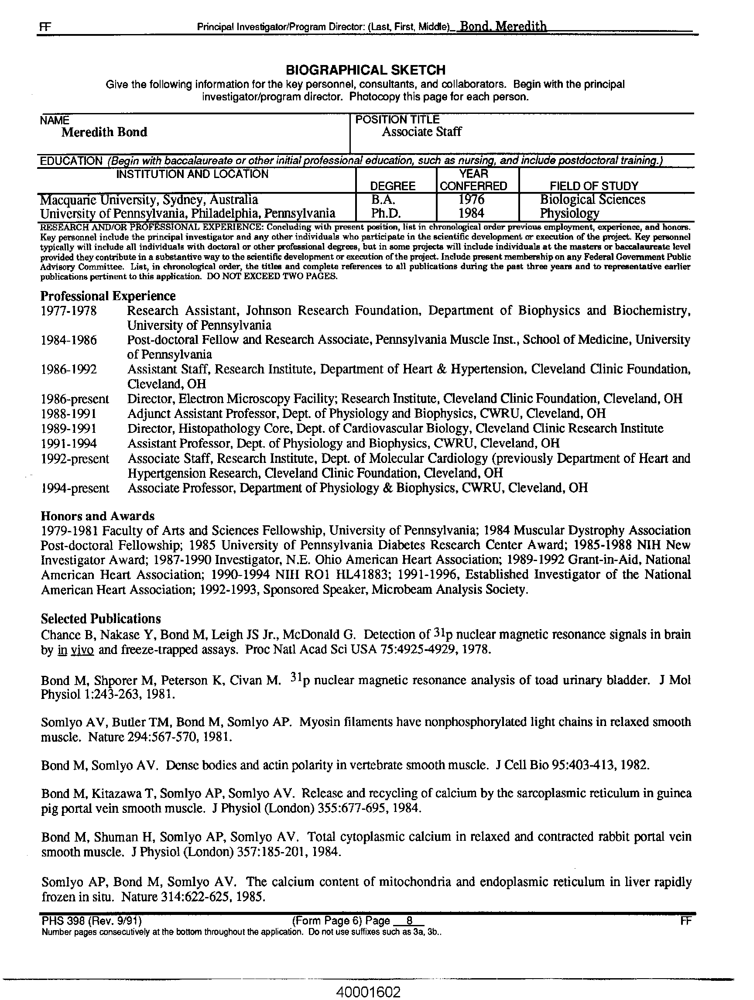 FF Principal Investigator/Program Director: (Last, First, Middle) Bond, Meredith
BIOGRAPHICAL SKETCH
Give the following information for the key personnel, consultants, and collaborators. Begin with the principal
investigator/program director. Photocopy this page for each person.
NAME POSITION TITLE
Meredith Bond Associate Staff
EDUCATION (Begin with baccalaureate or other initial professional education, such as nursing, and include postdoctoral training.)
INSTITUTION AND LOCATION DEGREE YEAR CONFERRED FIELD OF STUDY
Macquarie University, Sydney, Australia B.A. 1976 Biological Sciences
University of Pennsylvania, Philadelphia, Pennsylvania Ph.D. 1984 Physiology
RESEARCH AND/OR PROFESSIONAL EXPERIENCE: Concluding with present position, list in chronological order previous employment, experience, and honors.
Key personnel include the principal investigator and any other individuals who participate in the scientific development or execution of the project. Key personnel
typically will include all individuals with doctoral or other professional degrees, but in some projects will include individuals at the masters or baccalaureate level
provided they contribute in a substantive way to the scientific development or execution of the project. Include present membership on any Federal Government Public
Advisory Committee. List, in chronological order, the titles and complete references to all publications during the past three years and to representative earlier
publications pertinent to this application. DO NOT EXCEED TWO PAGES.
Professional Experience
1977-1978 Research Assistant, Johnson Research Foundation, Department of Biophysics and Biochemistry,
University of Pennsylvania
1984-1986 Post-doctoral Fellow and Research Associate, Pennsylvania Muscle Inst., School of Medicine, University
of Pennsylvania
1986-1992 Assistant Staff, Research Institute, Department of Heart & Hypertension, Cleveland Clinic Foundation,
Cleveland, OH
1986-present Director, Electron Microscopy Facility; Research Institute, Cleveland Clinic Foundation, Cleveland, OH
1988-1991 Adjunct Assistant Professor, Dept. of Physiology and Biophysics, CWRU, Cleveland, OH
1989-1991 Director, Histopathology Core, Dept. of Cardiovascular Biology, Cleveland Clinic Research Institute
1991-1994 Assistant Professor, Dept. of Physiology and Biophysics, CWRU, Cleveland, OH
1992-present Associate Staff, Research Institute, Dept. of Molecular Cardiology (previously Department of Heart and
Hypertgension Research, Cleveland Clinic Foundation, Cleveland, OH
1994-present Associate Professor, Department of Physiology & Biophysics, CWRU, Cleveland, OH
Honors and Awards
1979-1981 Faculty of Arts and Sciences Fellowship, University of Pennsylvania; 1984 Muscular Dystrophy Association
Post-doctoral Fellowship; 1985 University of Pennsylvania Diabetes Research Center Award; 1985-1988 NIH New
Investigator Award; 1987-1990 Investigator, N.E. Ohio American Heart Association; 1989-1992 Grant-in-Aid, National
American Heart Association; 1990-1994 NIH RO1 HL41883; 1991-1996, Established Investigator of the National
American Heart Association; 1992-1993, Sponsored Speaker, Microbeam Analysis Society.
Selected Publications
Chance B, Nakase Y, Bond M, Leigh JS Jr., McDonald G. Detection of 31p nuclear magnetic resonance signals in brain
by in vivo and freeze-trapped assays. Proc Natl Acad Sci USA 75:4925-4929, 1978.
Bond M, Shporer M, Peterson K, Civan M. 31p nuclear magnetic resonance analysis of toad urinary bladder. J Mol
Physiol 1:243-263, 1981.
Somlyo AV, Butler TM, Bond M, Somlyo AP. Myosin filaments have nonphosphorylated light chains in relaxed smooth
muscle. Nature 294:567-570, 1981.
Bond M, Somlyo AV. Dense bodies and actin polarity in vertebrate smooth muscle. J Cell Bio 95:403-413, 1982.
Bond M, Kitazawa T, Somlyo AP, Somlyo AV. Release and recycling of calcium by the sarcoplasmic reticulum in guinea
pig portal vein smooth muscle. J Physiol (London) 355:677-695, 1984.
Bond M, Shuman H, Somlyo AP, Somlyo AV. Total cytoplasmic calcium in relaxed and contracted rabbit portal vein
smooth muscle. J Physiol (London) 357:185-201, 1984.
Somlyo AP, Bond M, Somlyo AV. The calcium content of mitochondria and endoplasmic reticulum in liver rapidly
frozen in situ. Nature 314:622-625, 1985.
PHS 398 (Rev. 9/91) (Form Page 6) Page 8 FF
Number pages consecutively at the bottom throughout the application. Do not use suffixes such as 3a, 3b..
40001602